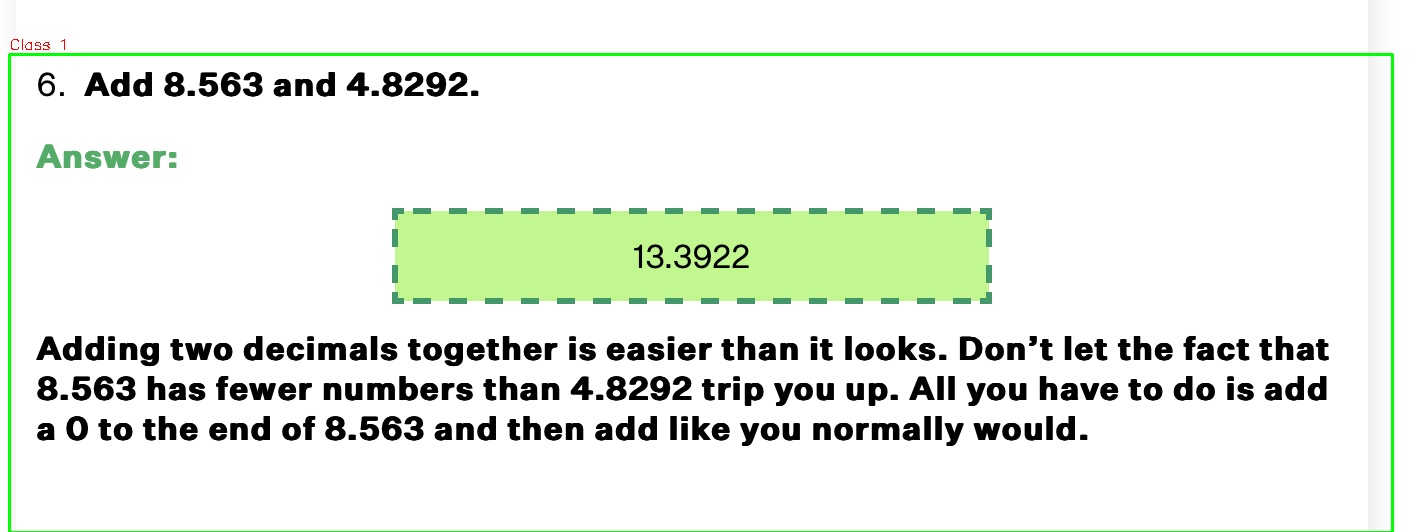 Class 1
6. Add 8.563 and 4.8292.
Answer:
13.3922
Adding two decimals together is easier than it looks. Don’t let the fact that
8.563 has fewer numbers than 4.8292 trip you up. All you have to do is add
a 0 to the end of 8.563 and then add like you normally would.